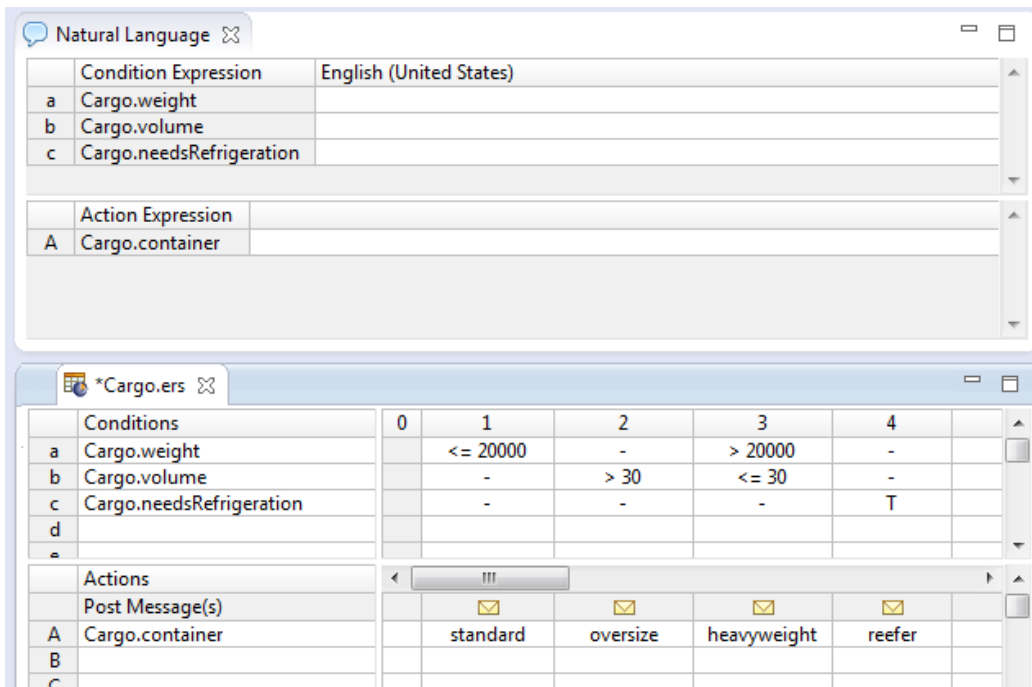 Natural Language
Condition Expression English (United States)
a Cargo.weight
b Cargo.volume
c Cargo.needsRefrigeration
Action Expression
A Cargo.container
*Cargo.ers
Conditions 0 1 2 3 4
a Cargo.weight <= 20000 - > 20000 -
b Cargo.volume - > 30 <= 30 -
c Cargo.needsRefrigeration - - - T
d
e
Actions
Post Message(s)
A Cargo.container standard oversize heavyweight reefer
B
C